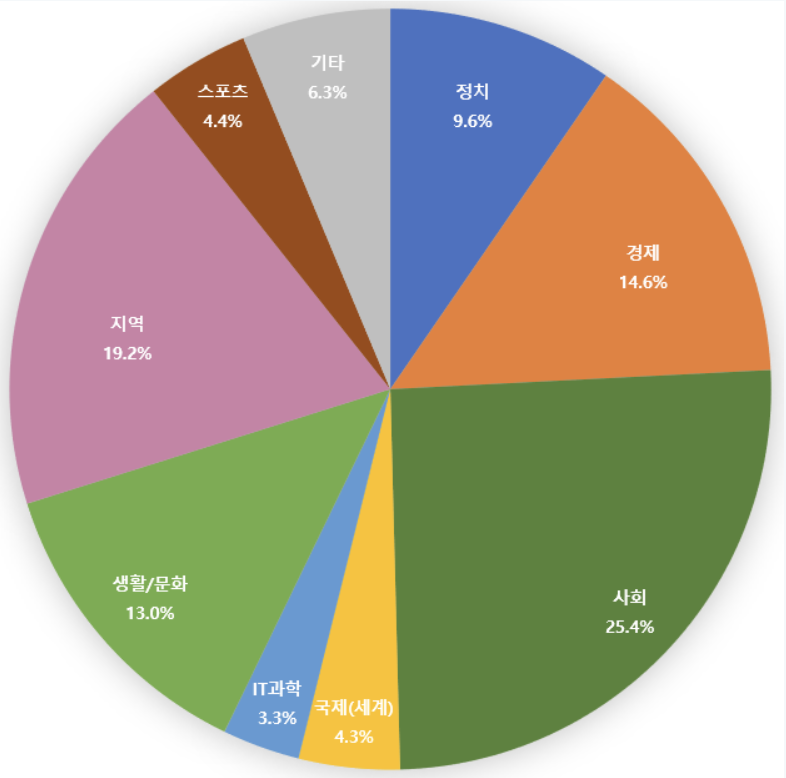 정치
9.6%
경제
14.6%
사회
25.4%
국제(세계)
4.3%
IT과학
3.3%
생활/문화
13.0%
지역
19.2%
스포츠
4.4%
기타
6.3%